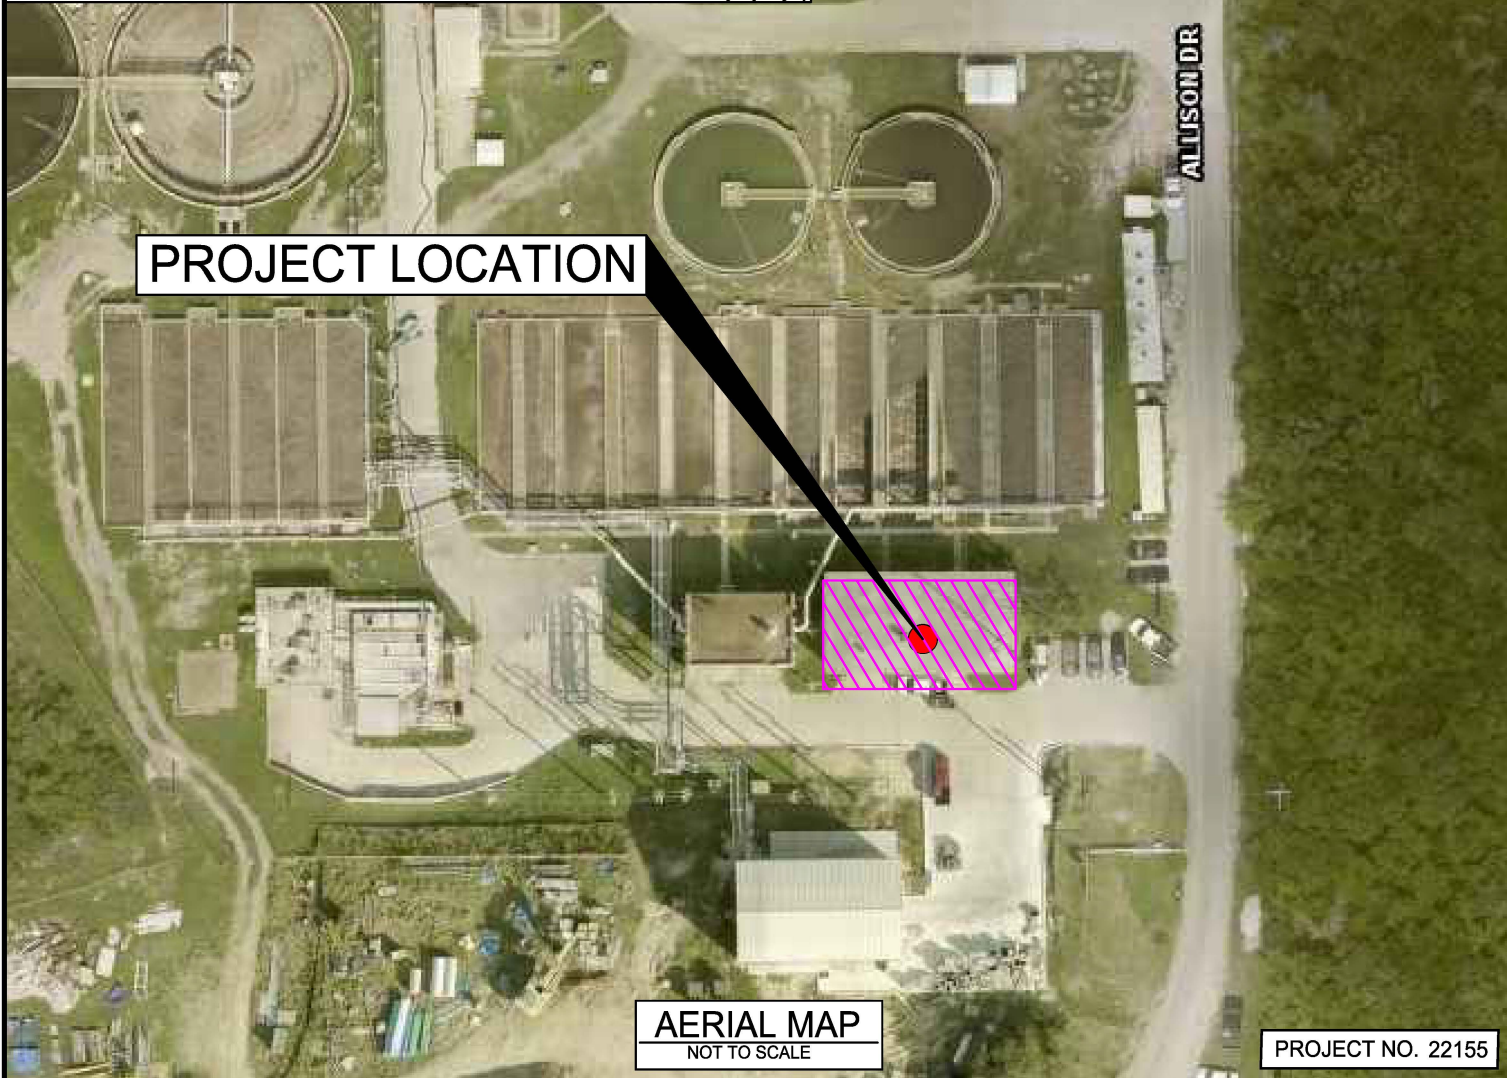 ALLISON DR
PROJECT LOCATION
AERIAL MAP
NOT TO SCALE
PROJECT NO. 22155